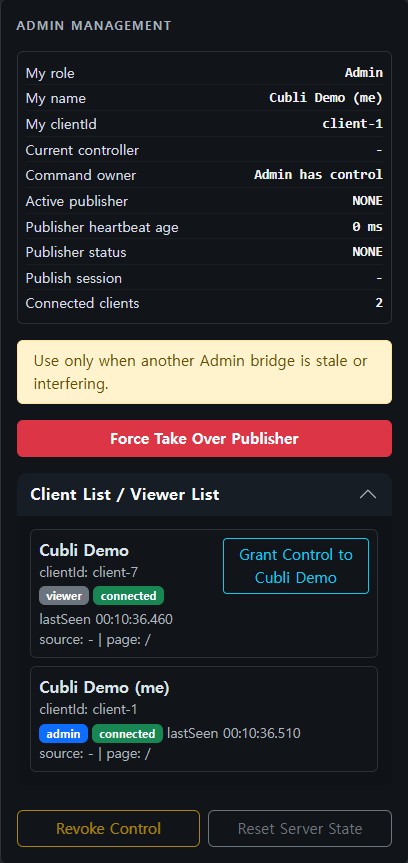 ADMIN MANAGEMENT
My role Admin
My name Cubli Demo (me)
My clientId client-1
Current controller -
Command owner Admin has control
Active publisher NONE
Publisher heartbeat age 0 ms
Publisher status NONE
Publish session -
Connected clients 2
Use only when another Admin bridge is stale or
interfering.
Force Take Over Publisher
Client List / Viewer List
Cubli Demo
clientId: client-7
viewer connected
lastSeen 00:10:36.460
source: - | page: /
Grant Control to
Cubli Demo
Cubli Demo (me)
clientId: client-1
admin connected lastSeen 00:10:36.510
source: - | page: /
Revoke Control
Reset Server State